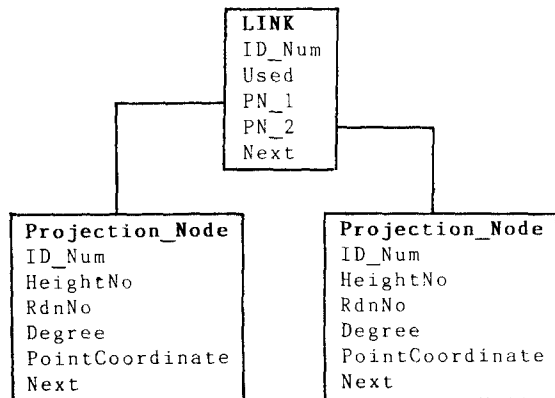 LINK
ID_Num
Used
PN_1
PN_2
Next
Projection_Node
ID_Num
HeightNo
RdnNo
Degree
PointCoordinate
Next
Projection_Node
ID_Num
HeightNo
RdnNo
Degree
PointCoordinate
Next